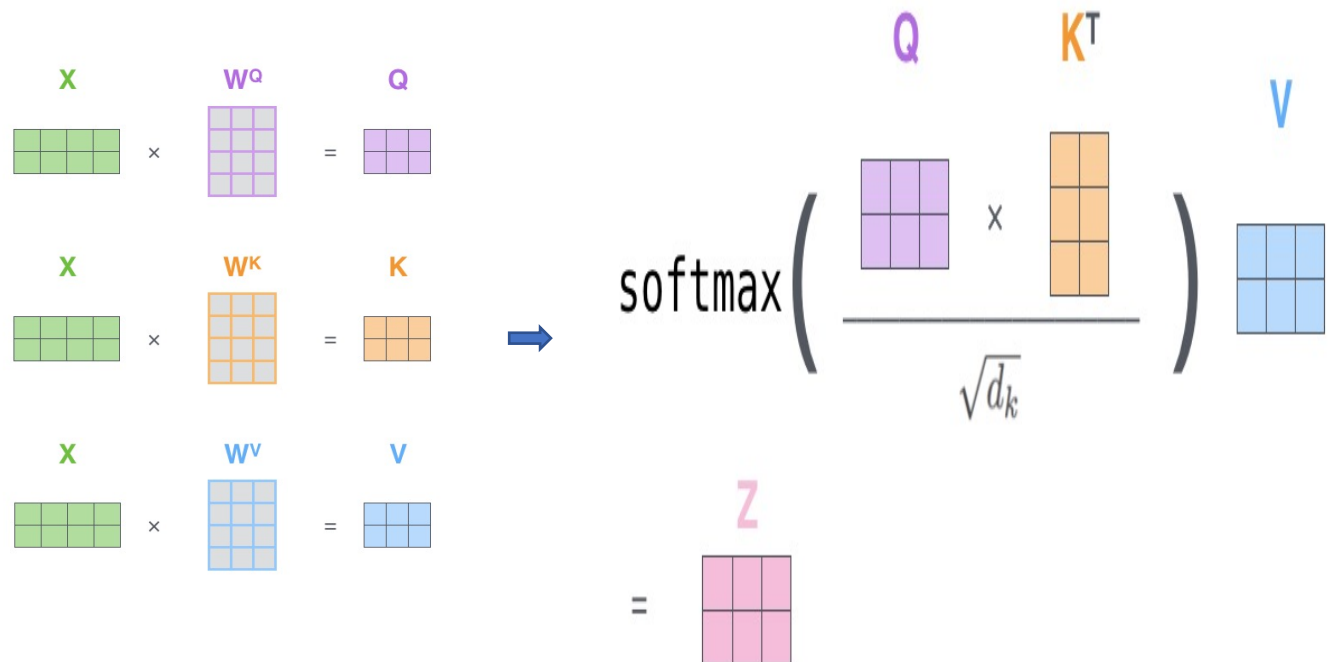 X W^Q Q
× =
X W^K K
× =
X W^V V
× =
Q K^T V
softmax( × )
√d_k
Z
=